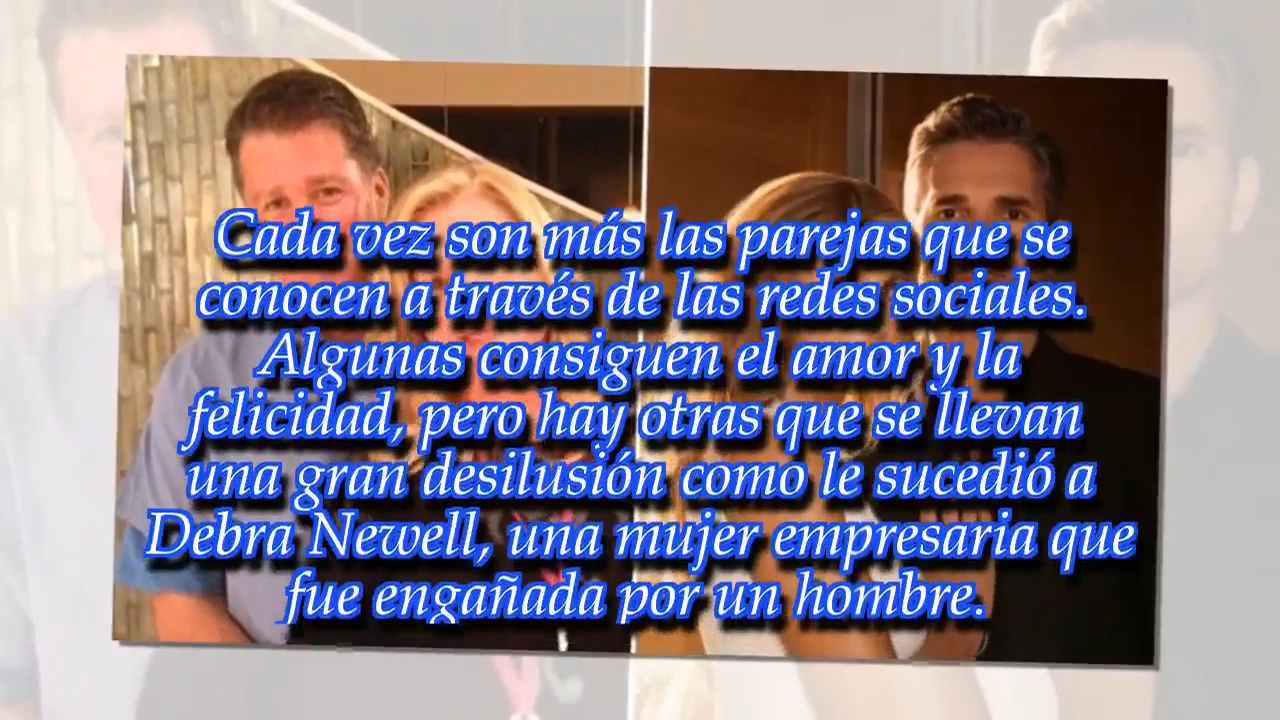 Cada vez son más las parejas que se
conocen a través de las redes sociales.
Algunas consiguen el amor y la
felicidad, pero hay otras que se llevan
una gran desilusión como le sucedió a
Debra Newell, una mujer empresaria que
fue engañada por un hombre.